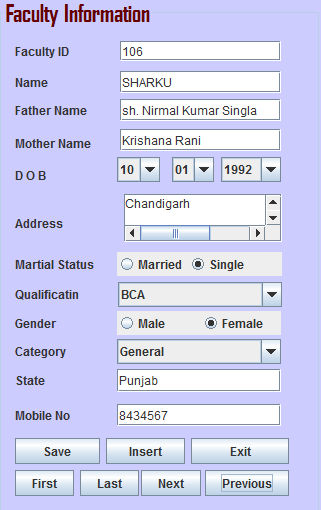 Faculty Information
Faculty ID 106
Name SHARKU
Father Name sh. Nirmal Kumar Singla
Mother Name Krishana Rani
D O B 10 01 1992
Address Chandigarh
Martial Status Married Single
Qualificatin BCA
Gender Male Female
Category General
State Punjab
Mobile No 8434567
Save Insert Exit
First Last Next Previous